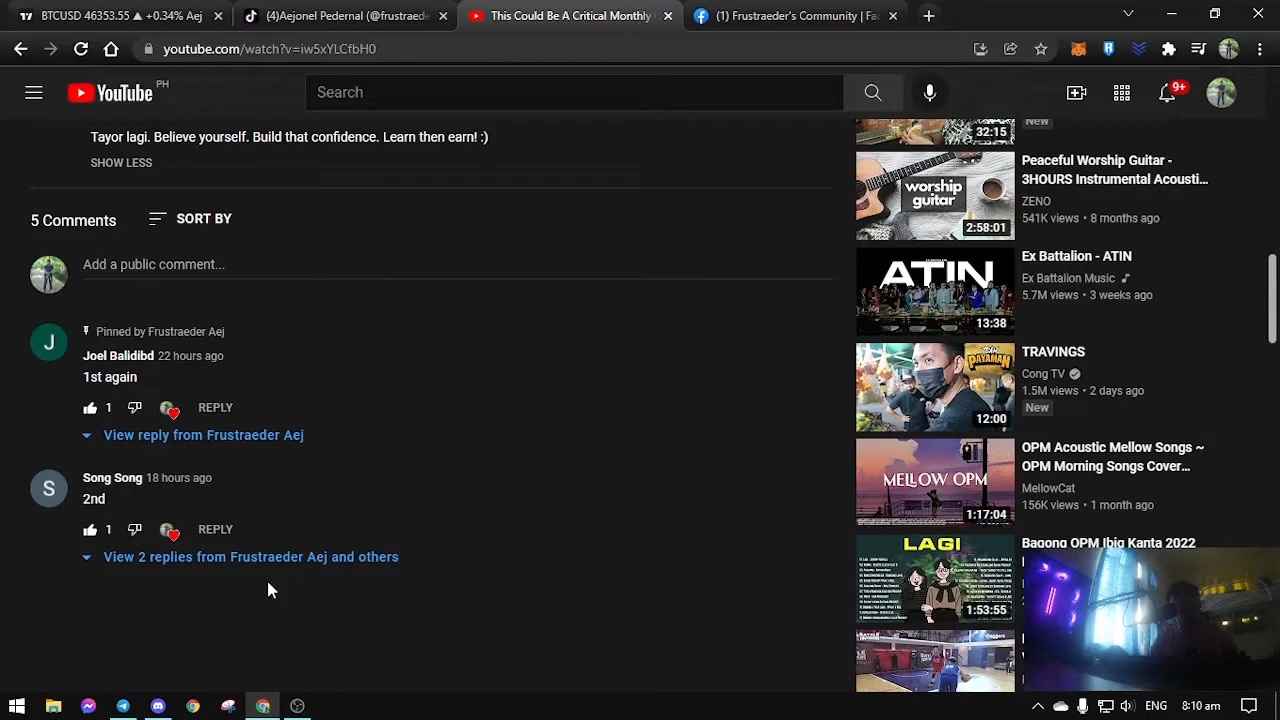 BTCUSD 46353.55 ▲ +0.34% Aej
(4)Aejonel Pedernal (@frustraede
This Could Be A Critical Monthly
(1) Frustraeder's Community | Fac
youtube.com/watch?v=iw5xYLCfbH0
YouTube PH
Search
9+
Tayor lagi. Believe yourself. Build that confidence. Learn then earn! :)
SHOW LESS
5 Comments
SORT BY
Add a public comment...
Pinned by Frustraeder Aej
J
Joel Balidibd 22 hours ago
1st again
1
REPLY
View reply from Frustraeder Aej
S
Song Song 18 hours ago
2nd
1
REPLY
View 2 replies from Frustraeder Aej and others
32:15
New
worship
guitar
2:58:01
Peaceful Worship Guitar -
3HOURS Instrumental Acousti...
ZENO
541K views • 8 months ago
ATIN
13:38
Ex Battalion - ATIN
Ex Battalion Music
5.7M views • 3 weeks ago
PAYAMAN
12:00
TRAVINGS
Cong TV
1.5M views • 2 days ago
New
MELLOW OPM
1:17:04
OPM Acoustic Mellow Songs ~
OPM Morning Songs Cover...
MellowCat
156K views • 1 month ago
LAGI
1:53:55
Bagong OPM Ibig Kanta 2022
ENG
8:10 am